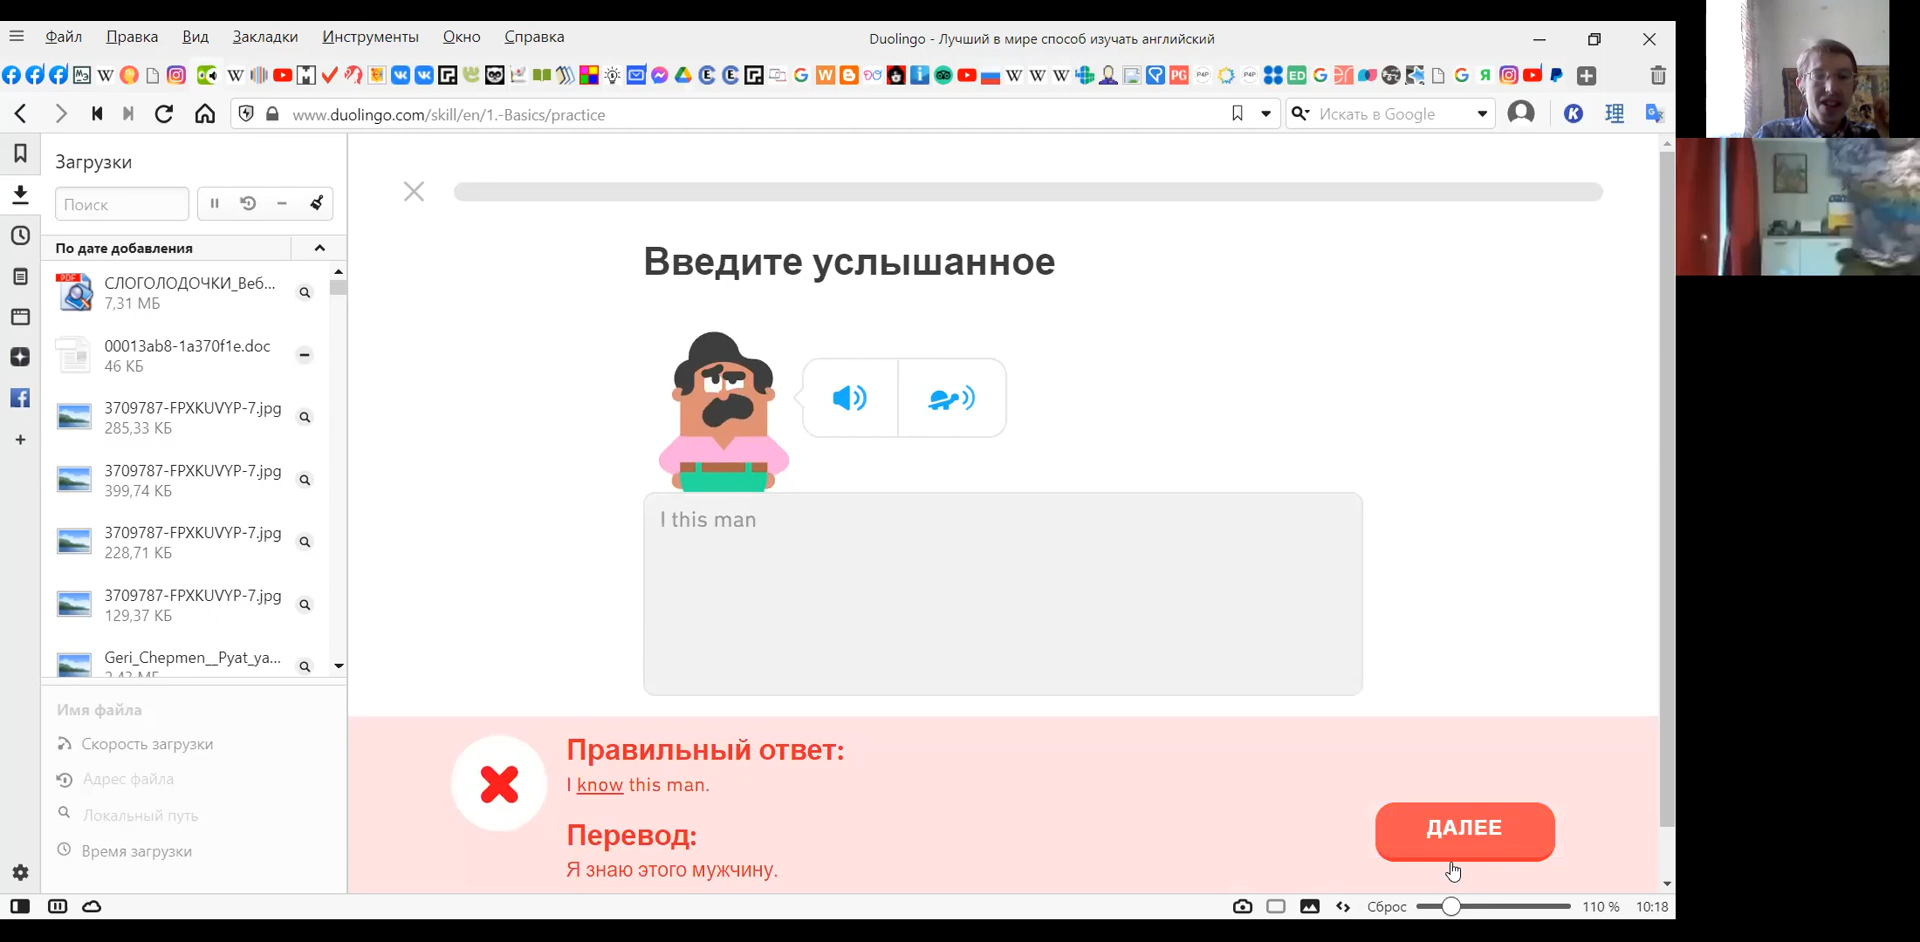 Файл Правка Вид Закладки Инструменты Окно Справка
Duolingo - Лучший в мире способ изучать английский
www.duolingo.com/skill/en/1.-Basics/practice
Искать в Google
Загрузки
Поиск
По дате добавления
СЛОГОЛОДОЧКИ_Веб...
7,31 МБ
00013ab8-1a370f1e.doc
46 КБ
3709787-FPXKUVYP-7.jpg
285,33 КБ
3709787-FPXKUVYP-7.jpg
399,74 КБ
3709787-FPXKUVYP-7.jpg
228,71 КБ
3709787-FPXKUVYP-7.jpg
129,37 КБ
Geri_Chepmen__Pyat_ya...
Имя файла
Скорость загрузки
Адрес файла
Локальный путь
Время загрузки
Введите услышанное
I this man
Правильный ответ:
I know this man.
Перевод:
Я знаю этого мужчину.
ДАЛЕЕ
Сброс 110 % 10:18